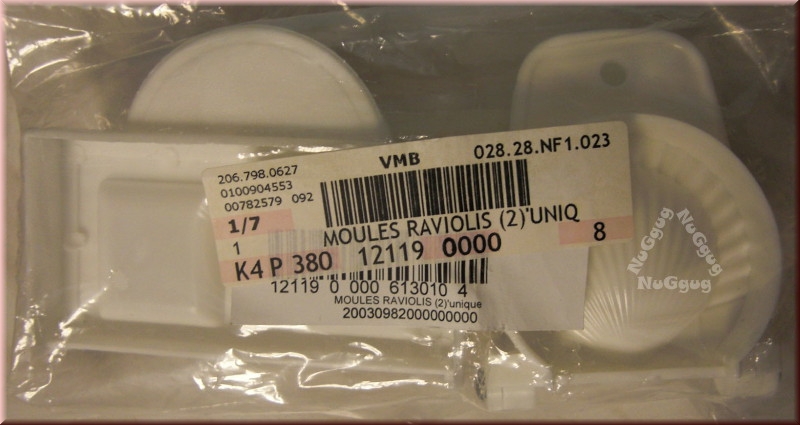 VMB
028.28.NF1.023
206.798.0627
0100904553
00782579 092
1/7
1
MOULES RAVIOLIS (2)'UNIQ
K4 P 380 12119 0000
8
12119 0 000 613010 4
MOULES RAVIOLIS (2)'unique
20030982000000000
NuGgug
NuGgug
NuGgug